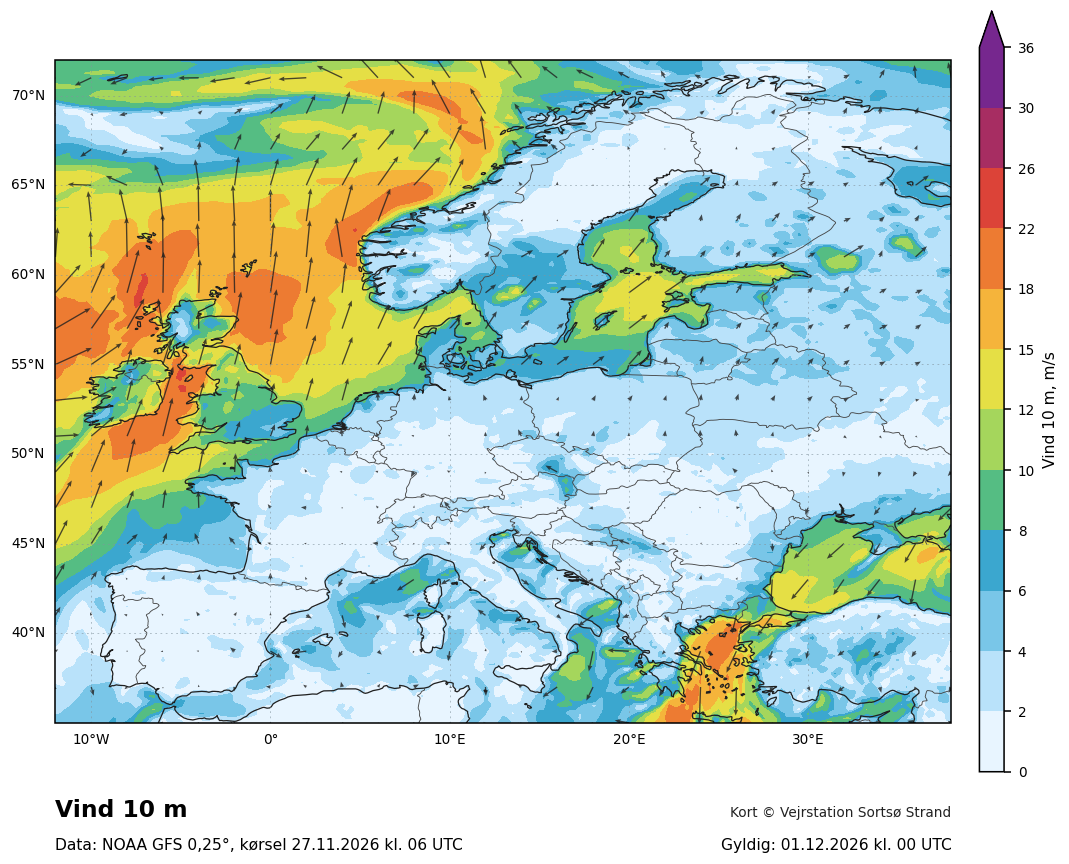 36
30
26
22
18
15
12
10
8
6
4
2
0
Vind 10 m, m/s
70°N
65°N
60°N
55°N
50°N
45°N
40°N
10°W 0° 10°E 20°E 30°E
Vind 10 m
Kort © Vejrstation Sortsø Strand
Data: NOAA GFS 0,25°, kørsel 27.11.2026 kl. 06 UTC
Gyldig: 01.12.2026 kl. 00 UTC